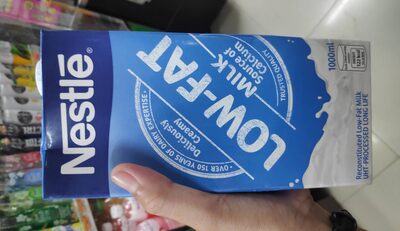 Nestlé®
TRUSTED QUALITY
Source of
Calcium
LOW-FAT
MILK
Deliciously
Creamy
• OVER 150 YEARS OF DAIRY EXPERTISE •
1000mL
Reconstituted Low-Fat Milk
UHT-PROCESSED LONG LIFE